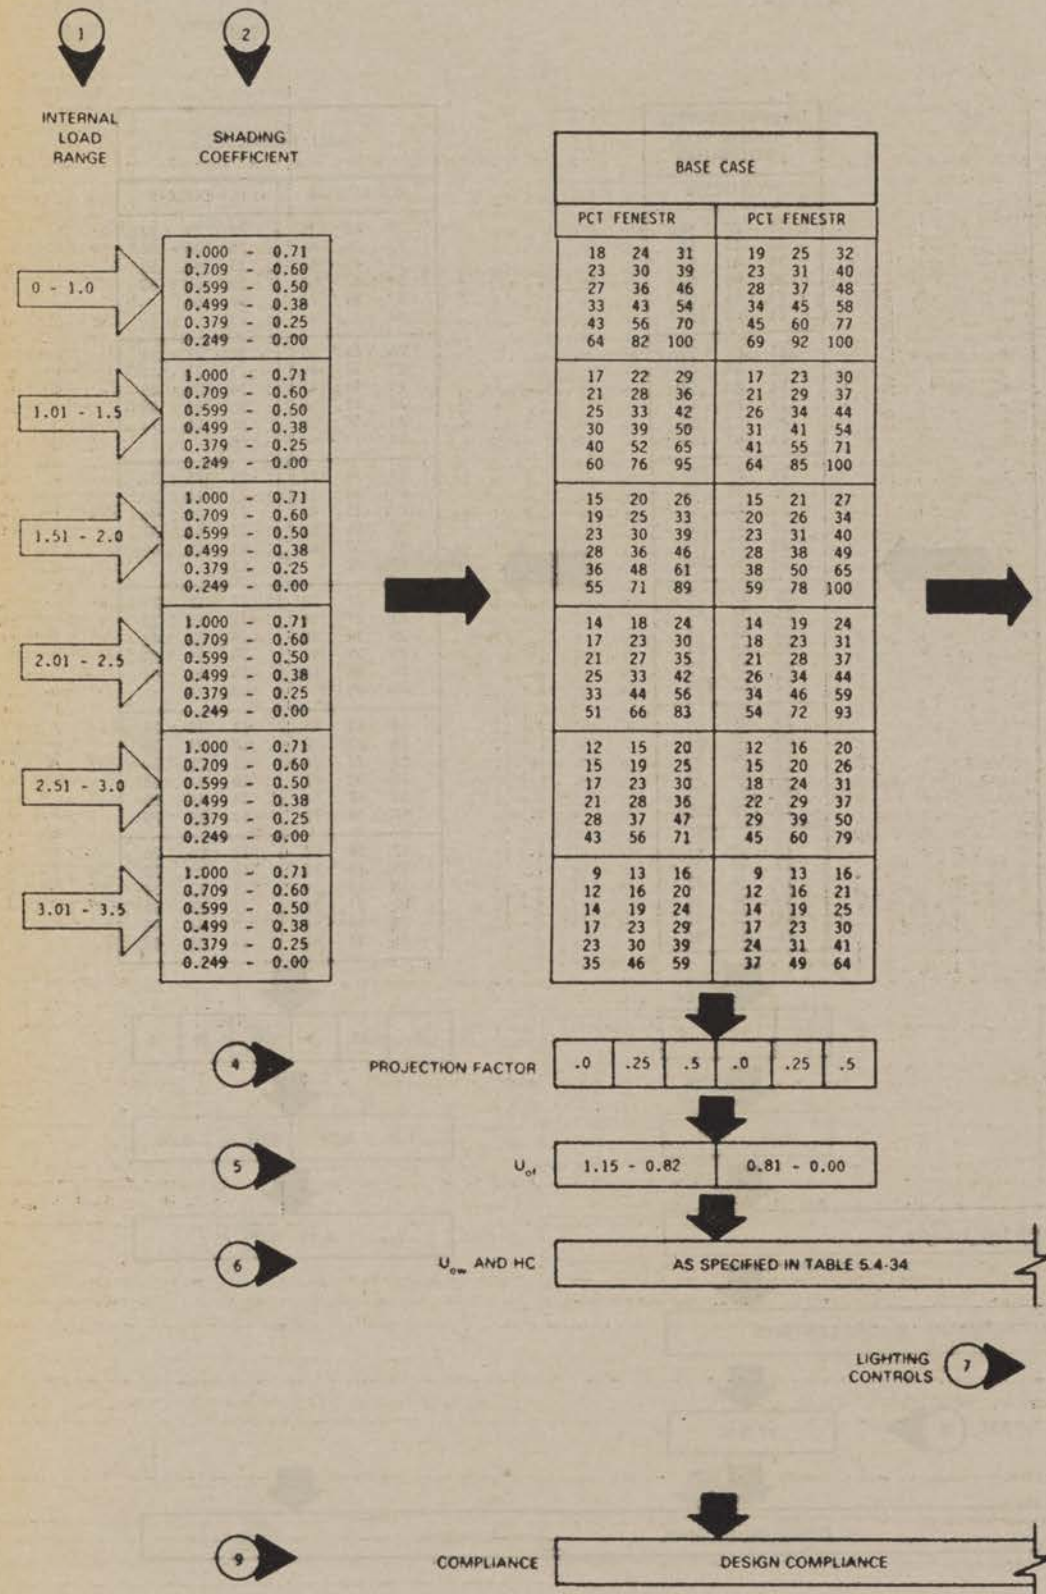 1
2
INTERNAL
LOAD
RANGE
SHADING
COEFFICIENT
BASE CASE
PCT FENESTR PCT FENESTR
0 - 1.0
1.000 - 0.71 18 24 31 19 25 32
0.709 - 0.60 23 30 39 23 31 40
0.599 - 0.50 27 36 46 28 37 48
0.499 - 0.38 33 43 54 34 45 58
0.379 - 0.25 43 56 70 45 60 77
0.249 - 0.00 64 82 100 69 92 100
1.01 - 1.5
1.000 - 0.71 17 22 29 17 23 30
0.709 - 0.60 21 28 36 21 29 37
0.599 - 0.50 25 33 42 26 34 44
0.499 - 0.38 30 39 50 31 41 54
0.379 - 0.25 40 52 65 41 55 71
0.249 - 0.00 60 76 95 64 85 100
1.51 - 2.0
1.000 - 0.71 15 20 26 15 21 27
0.709 - 0.60 19 25 33 20 26 34
0.599 - 0.50 23 30 39 23 31 40
0.499 - 0.38 28 36 46 28 38 49
0.379 - 0.25 36 48 61 38 50 65
0.249 - 0.00 55 71 89 59 78 100
2.01 - 2.5
1.000 - 0.71 14 18 24 14 19 24
0.709 - 0.60 17 23 30 18 23 31
0.599 - 0.50 21 27 35 21 28 37
0.499 - 0.38 25 33 42 26 34 44
0.379 - 0.25 33 44 56 34 46 59
0.249 - 0.00 51 66 83 54 72 93
2.51 - 3.0
1.000 - 0.71 12 15 20 12 16 20
0.709 - 0.60 15 19 25 15 20 26
0.599 - 0.50 17 23 30 18 24 31
0.499 - 0.38 21 28 36 22 29 37
0.379 - 0.25 28 37 47 29 39 50
0.249 - 0.00 43 56 71 45 60 79
3.01 - 3.5
1.000 - 0.71 9 13 16 9 13 16
0.709 - 0.60 12 16 20 12 16 21
0.599 - 0.50 14 19 24 14 19 25
0.499 - 0.38 17 23 29 17 23 30
0.379 - 0.25 23 30 39 24 31 41
0.249 - 0.00 35 46 59 37 49 64
4 PROJECTION FACTOR .0 .25 .5 .0 .25 .5
5 Uof 1.15 - 0.82 0.81 - 0.00
6 Uow AND HC AS SPECIFIED IN TABLE 5.4-34
LIGHTING
CONTROLS 7
9 COMPLIANCE DESIGN COMPLIANCE